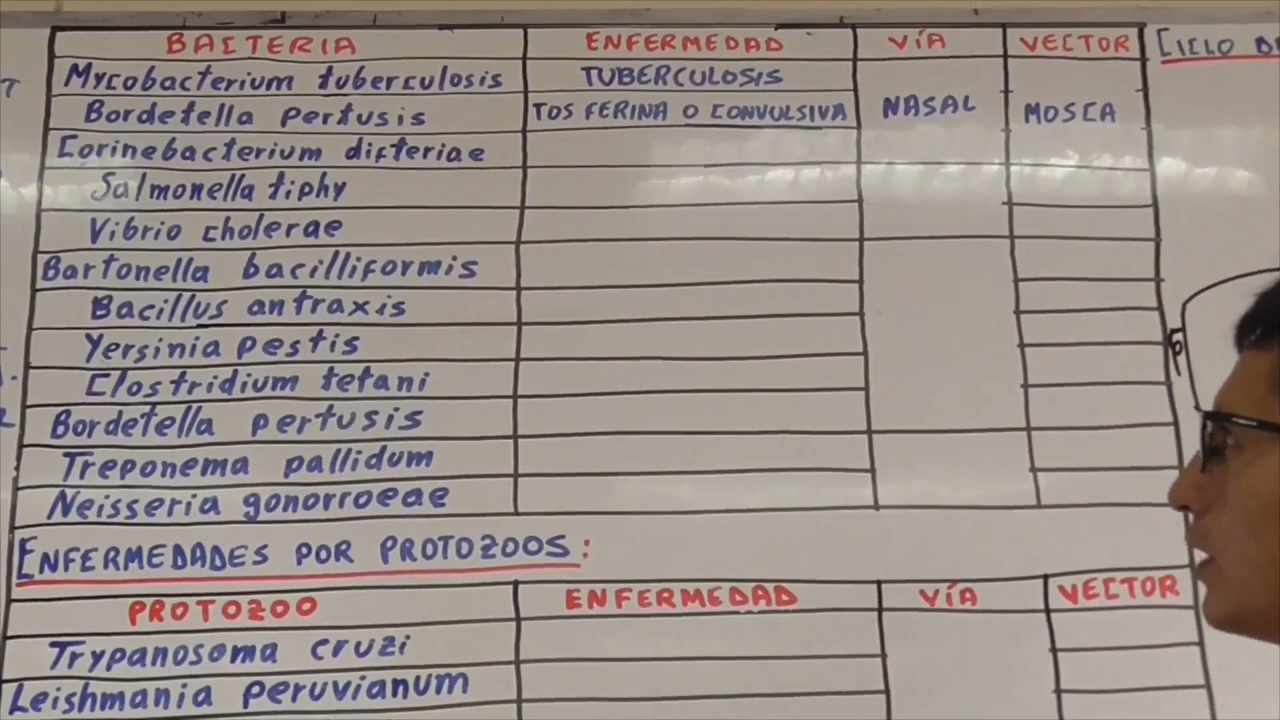 BACTERIA ENFERMEDAD VÍA VECTOR CICLO
Mycobacterium tuberculosis TUBERCULOSIS
Bordetella pertusis TOS FERINA O CONVULSIVA NASAL MOSCA
Corinebacterium difteriae
Salmonella tiphy
Vibrio cholerae
Bartonella bacilliformis
Bacillus antraxis
Yersinia pestis
Clostridium tetani
Bordetella pertusis
Treponema pallidum
Neisseria gonorroeae
ENFERMEDADES POR PROTOZOOS:
PROTOZOO ENFERMEDAD VÍA VECTOR
Trypanosoma cruzi
Leishmania peruvianum